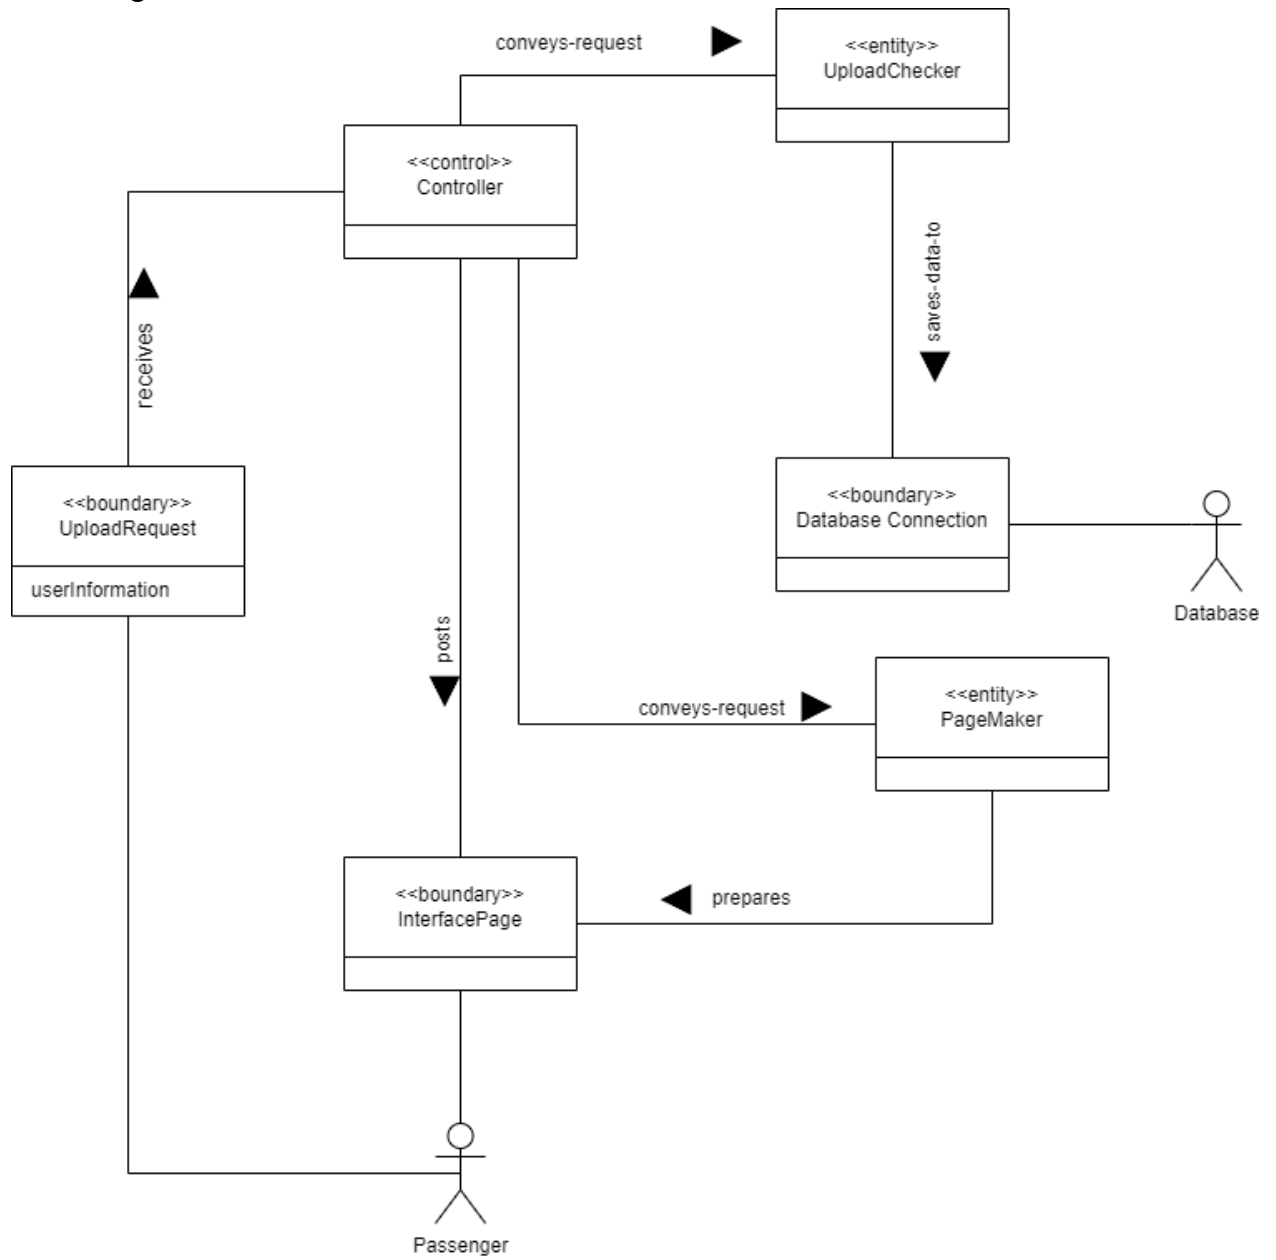 conveys-request
<<entity>>
UploadChecker
<<control>>
Controller
saves-data-to
receives
<<boundary>>
UploadRequest
userInformation
<<boundary>>
Database Connection
Database
posts
conveys-request
<<entity>>
PageMaker
<<boundary>>
InterfacePage
prepares
Passenger